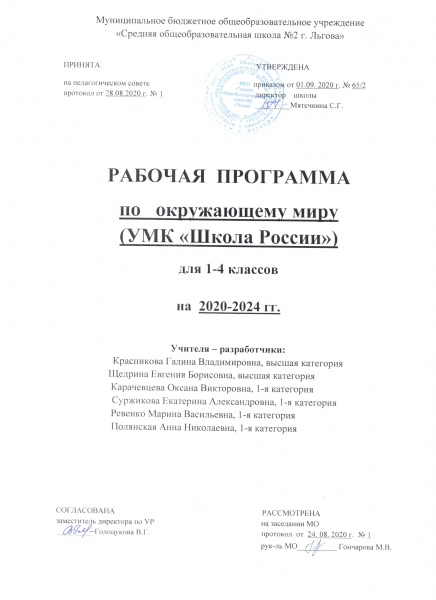 Муниципальное бюджетное общеобразовательное учреждение
«Средняя общеобразовательная школа №2 г. Льгова»
ПРИНЯТА
УТВЕРЖДЕНА
на педагогическом совете
приказом от 01.09. 2020 г. № 65/2
протокол от 28.08.2020 г. № 1
директор школы
Мятечкина С.Г.
РАБОЧАЯ ПРОГРАММА
по окружающему миру
(УМК «Школа России»)
для 1-4 классов
на 2020-2024 гг.
Учителя – разработчики:
Красникова Галина Владимировна, высшая категория
Щедрина Евгения Борисовна, высшая категория
Карачевцева Оксана Викторовна, 1-я категория
Суржикова Екатерина Александровна, 1-я категория
Ревенко Марина Васильевна, 1-я категория
Полянская Анна Николаевна, 1-я категория
СОГЛАСОВАНА
РАССМОТРЕНА
заместитель директора по УР
на заседании МО
Голоцукова В.Г.
протокол от 24. 08. 2020 г. № 1
рук-ль МО Гончарова М.В.